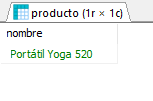 producto (1r × 1c)
nombre
Portátil Yoga 520